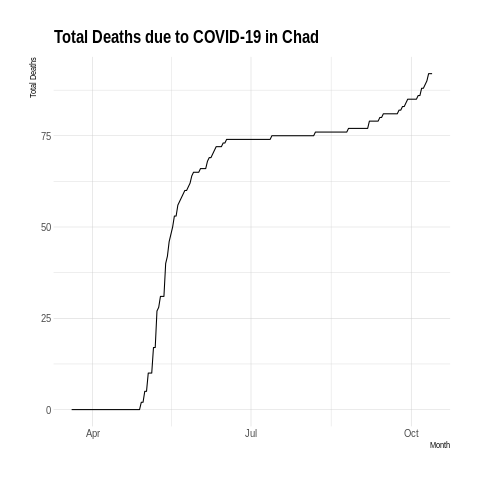 Total Deaths due to COVID-19 in Chad
Total Deaths
75
50
25
0
Apr
Jul
Oct
Month